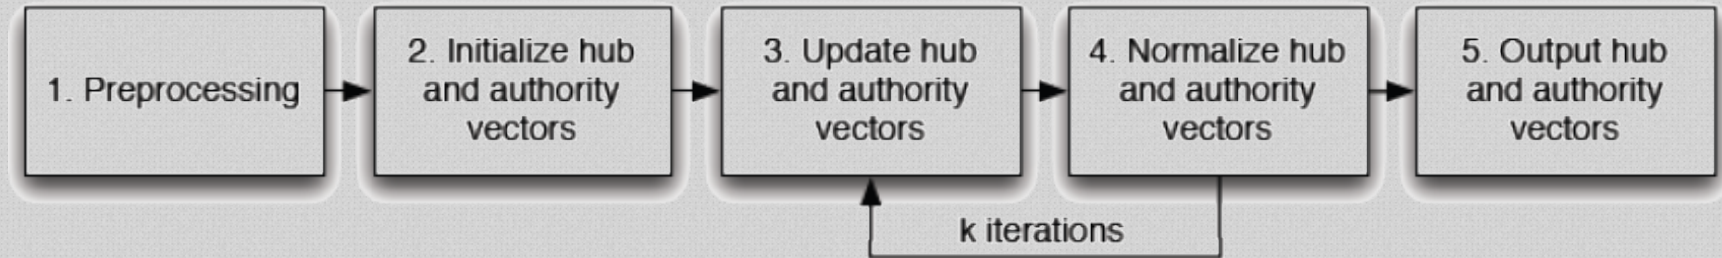 1. Preprocessing
2. Initialize hub
and authority
vectors
3. Update hub
and authority
vectors
4. Normalize hub
and authority
vectors
5. Output hub
and authority
vectors
k iterations